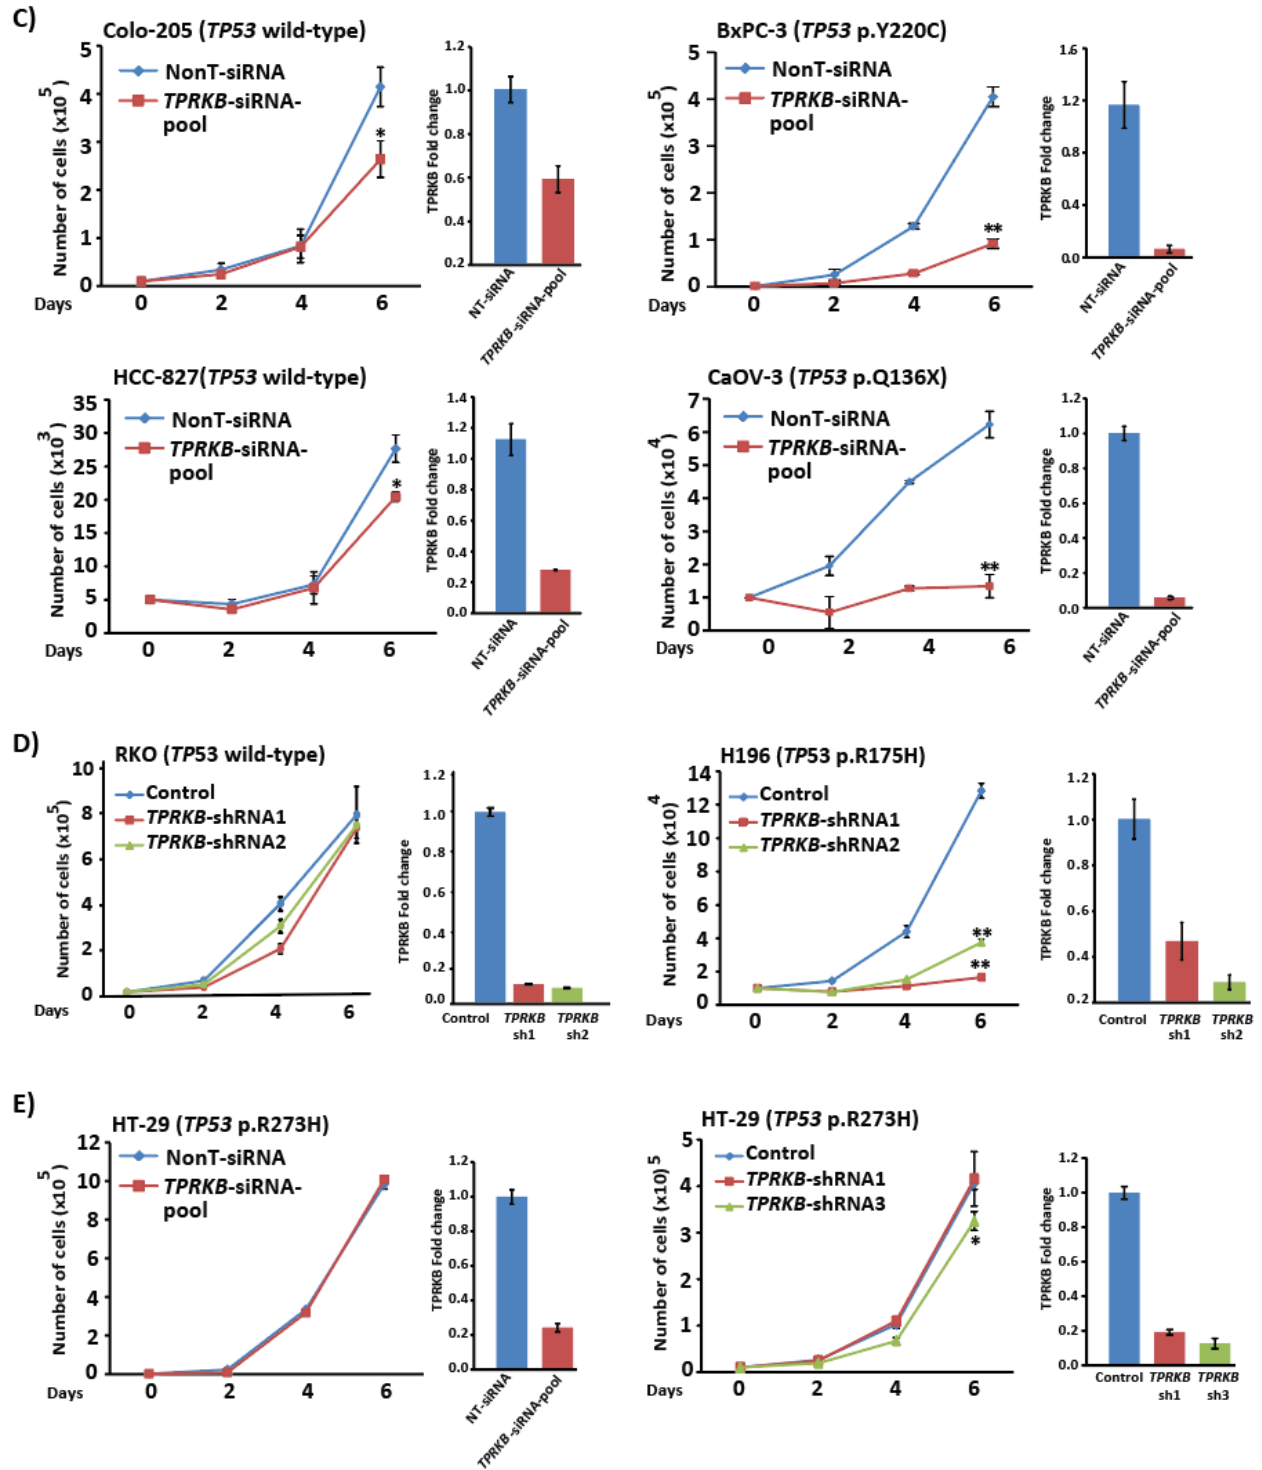 C)
Colo-205 (TP53 wild-type)
5
4
3
2
1
0
Number of cells (x10 5)
NonT-siRNA
TPRKB-siRNA-
pool
*
Days
0 2 4 6
1.2
1.0
0.8
0.6
0.4
0.2
TPRKB Fold change
NT-siRNA
TPRKB-siRNA-pool
BxPC-3 (TP53 p.Y220C)
5
4
3
2
1
0
Number of cells (x10 5)
NonT-siRNA
TPRKB-siRNA-
pool
**
Days
0 2 4 6
1.6
1.2
0.8
0.4
0.0
TPRKB Fold change
NT-siRNA
TPRKB-siRNA-pool
HCC-827(TP53 wild-type)
35
30
25
20
15
10
5
0
Number of cells (x10 3)
NonT-siRNA
TPRKB-siRNA-
pool
*
Days
0 2 4 6
1.4
1.2
1.0
0.8
0.6
0.4
0.2
0.0
TPRKB Fold change
NT-siRNA
TPRKB-siRNA-pool
CaOV-3 (TP53 p.Q136X)
7
6
5
4
3
2
1
0
Number of cells (x10 4)
NonT-siRNA
TPRKB-siRNA-
pool
**
Days
0 2 4 6
1.2
1.0
0.8
0.6
0.4
0.2
0.0
TPRKB Fold change
NT-siRNA
TPRKB-siRNA-pool
D)
RKO (TP53 wild-type)
10
8
6
4
2
0
Number of cells (x10 5)
Control
TPRKB-shRNA1
TPRKB-shRNA2
Days
0 2 4 6
1.2
1.0
0.8
0.6
0.4
0.2
0.0
TPRKB Fold change
Control TPRKB TPRKB
sh1 sh2
H196 (TP53 p.R175H)
14
12
10
8
6
4
2
0
Number of cells (x10) 4
Control
TPRKB-shRNA1
TPRKB-shRNA2
**
**
Days
0 2 4 6
1.2
1.0
0.8
0.6
0.4
0.2
TPRKB Fold change
Control TPRKB TPRKB
sh1 sh2
E)
HT-29 (TP53 p.R273H)
12
10
8
6
4
2
0
Number of cells (x10 5)
NonT-siRNA
TPRKB-siRNA-
pool
Days
0 2 4 6
1.2
1.0
0.8
0.6
0.4
0.2
0.0
TPRKB Fold change
NT-siRNA
TPRKB-siRNA-pool
HT-29 (TP53 p.R273H)
5
4
3
2
1
0
Number of cells (x10) 5
Control
TPRKB-shRNA1
TPRKB-shRNA3
*
Days
0 2 4 6
1.2
1.0
0.8
0.6
0.4
0.2
0.0
TPRKB Fold change
Control TPRKB TPRKB
sh1 sh3